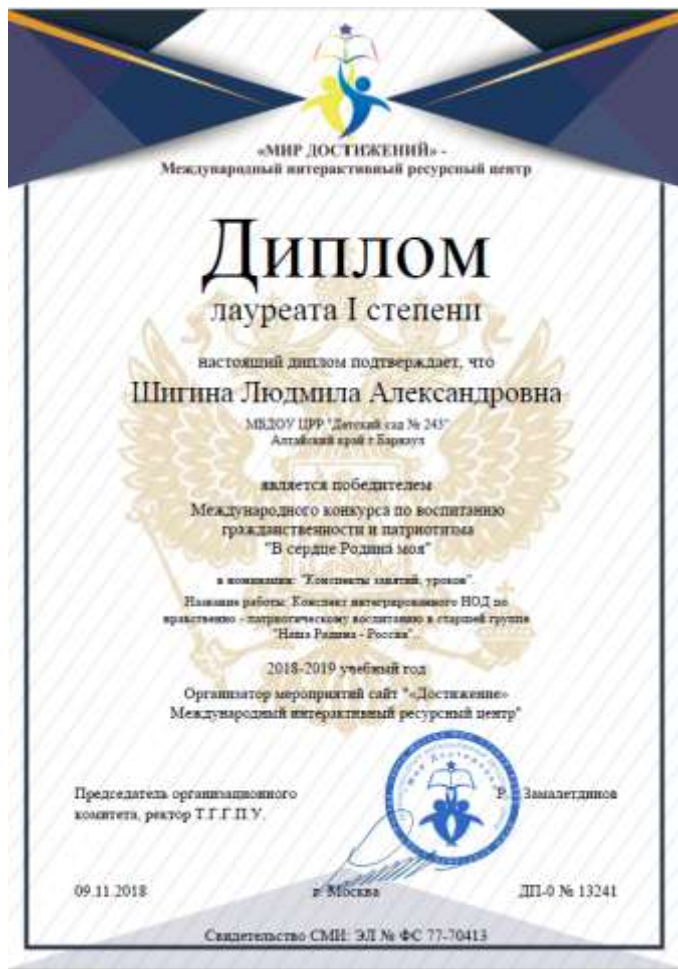 «МИР ДОСТИЖЕНИЙ» -
Международный интерактивный ресурсный центр
Диплом
лауреата I степени
настоящий диплом подтверждает, что
Шигина Людмила Александровна
МБДОУ ЦРР "Детский сад № 243"
Алтайский край г Барнаул
является победителем
Международного конкурса по воспитанию
гражданственности и патриотизма
"В сердце Родина моя"
в номинации: "Конспекты занятий, уроков".
Название работы: Конспект интегрированного НОД по
нравственно - патриотическому воспитанию в старшей группе
"Наша Родина - Россия".
2018-2019 учебный год
Организатор мероприятий сайт "«Достижение»
Международный интерактивный ресурсный центр"
Председатель организационного
комитета, ректор Т.Г.Г.П.У.
Р. Замалетдинов
Мир Достижений
09.11.2018
г. Москва
ДП-0 № 13241
Свидетельство СМИ: ЭЛ № ФС 77-70413